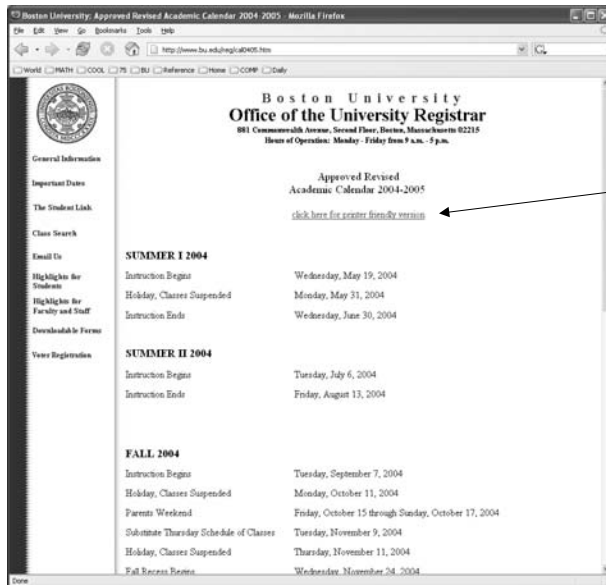 Boston University: Approved Revised Academic Calendar 2004-2005 - Mozilla Firefox
File Edit View Go Bookmarks Tools Help
http://www.bu.edu/reg/cal0405.htm
World MATH COOL 75 BU Reference Home COMP Daily
Boston University
Office of the University Registrar
881 Commonwealth Avenue, Second Floor, Boston, Massachusetts 02215
Hours of Operation: Monday - Friday from 9 a.m. - 5 p.m.
General Information
Important Dates
The Student Link
Class Search
Email Us
Highlights for
Students
Highlights for
Faculty and Staff
Downloadable Forms
Voter Registration
Approved Revised
Academic Calendar 2004-2005
click here for printer friendly version
SUMMER I 2004
Instruction Begins Wednesday, May 19, 2004
Holiday, Classes Suspended Monday, May 31, 2004
Instruction Ends Wednesday, June 30, 2004
SUMMER II 2004
Instruction Begins Tuesday, July 6, 2004
Instruction Ends Friday, August 13, 2004
FALL 2004
Instruction Begins Tuesday, September 7, 2004
Holiday, Classes Suspended Monday, October 11, 2004
Parents Weekend Friday, October 15 through Sunday, October 17, 2004
Substitute Thursday Schedule of Classes Tuesday, November 9, 2004
Holiday, Classes Suspended Thursday, November 11, 2004
Fall Recess Begins Wednesday, November 24, 2004
Done